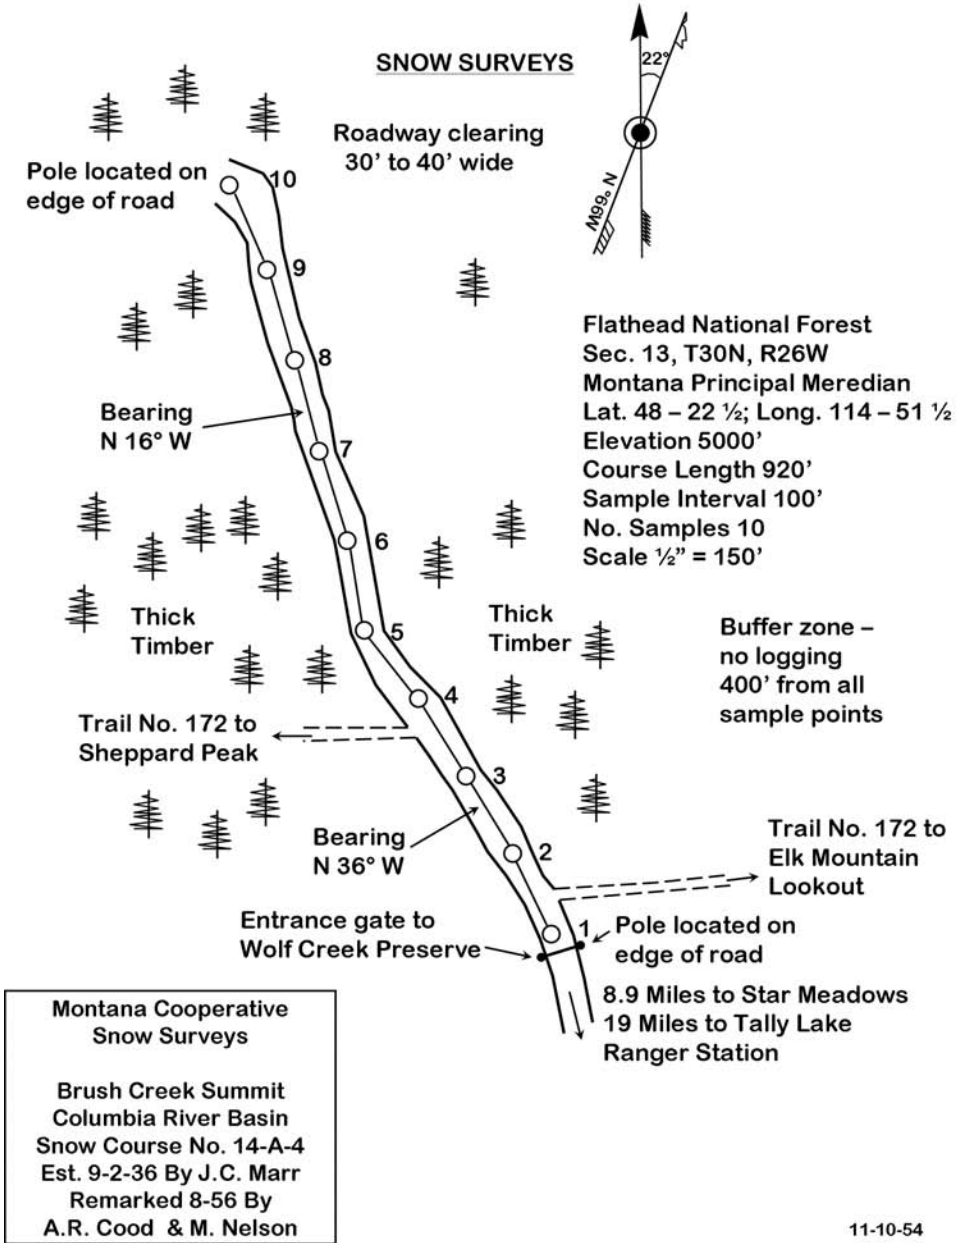 SNOW SURVEYS
22°
M99° N
Roadway clearing
30’ to 40’ wide
Pole located on
edge of road
10
9
8
7
6
5
4
3
2
1
Flathead National Forest
Sec. 13, T30N, R26W
Montana Principal Meredian
Lat. 48 – 22 ½; Long. 114 – 51 ½
Elevation 5000’
Course Length 920’
Sample Interval 100’
No. Samples 10
Scale ½” = 150’
Bearing
N 16° W
Thick
Timber
Thick
Timber
Buffer zone –
no logging
400’ from all
sample points
Trail No. 172 to
Sheppard Peak
Bearing
N 36° W
Trail No. 172 to
Elk Mountain
Lookout
Entrance gate to
Wolf Creek Preserve
Pole located on
edge of road
8.9 Miles to Star Meadows
19 Miles to Tally Lake
Ranger Station
Montana Cooperative
Snow Surveys
Brush Creek Summit
Columbia River Basin
Snow Course No. 14-A-4
Est. 9-2-36 By J.C. Marr
Remarked 8-56 By
A.R. Cood & M. Nelson
11-10-54